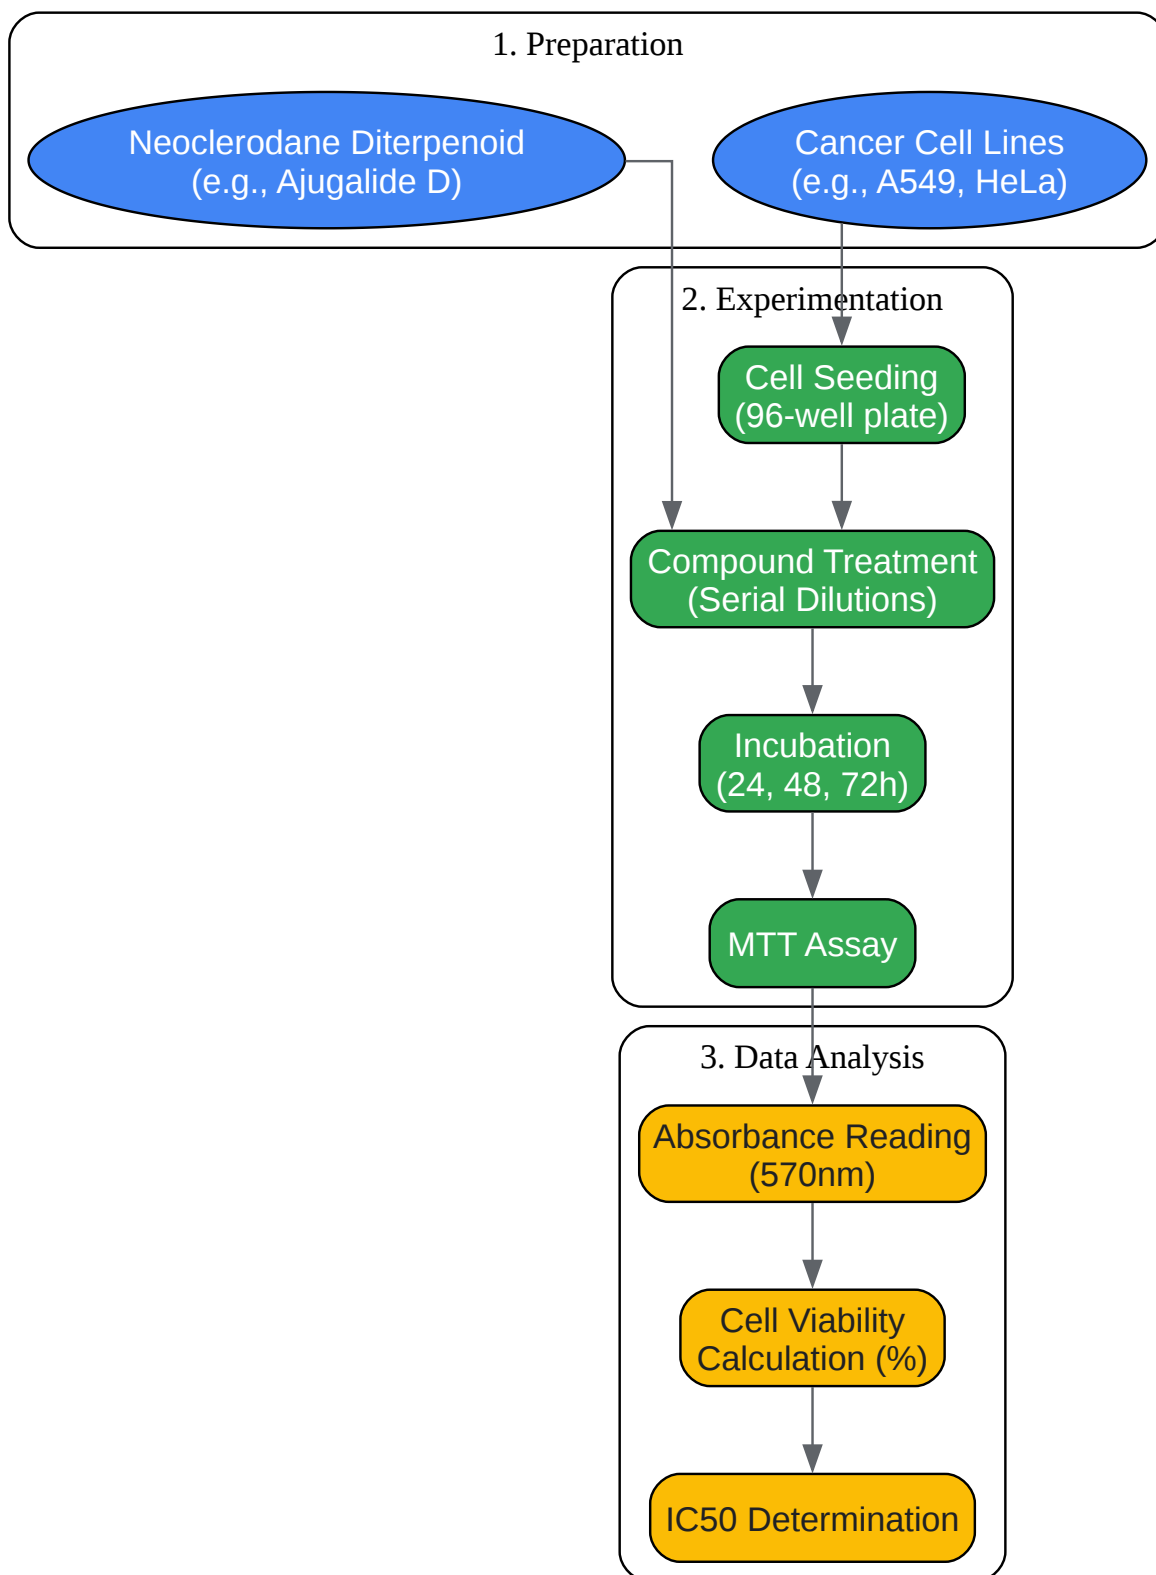 1. Preparation
Neoclerodane Diterpenoid
(e.g., Ajugalide D)
Cancer Cell Lines
(e.g., A549, HeLa)
2. Experimentation
Cell Seeding
(96-well plate)
Compound Treatment
(Serial Dilutions)
Incubation
(24, 48, 72h)
MTT Assay
3. Data Analysis
Absorbance Reading
(570nm)
Cell Viability
Calculation (%)
IC50 Determination